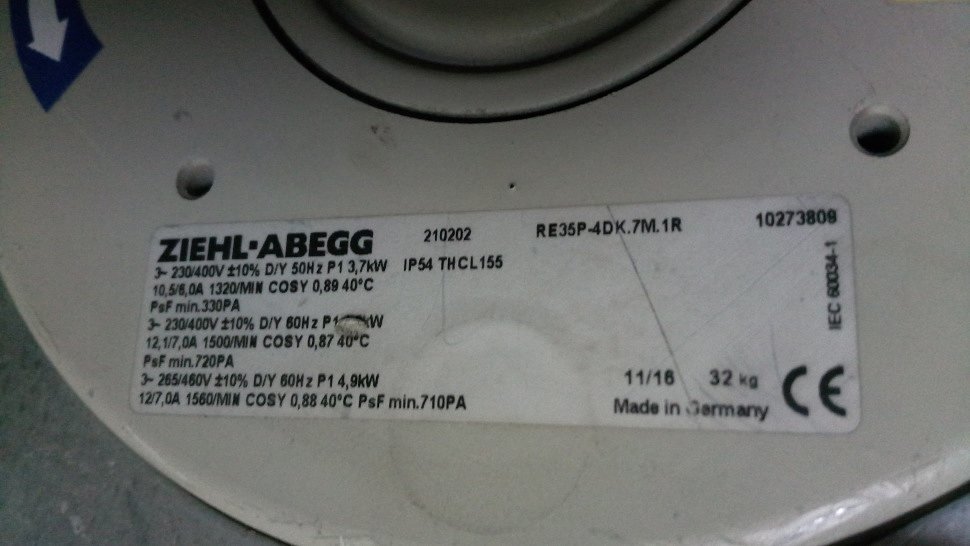 ZIEHL-ABEGG 210202 RE35P-4DK.7M.1R 10273809
3~ 230/400V ±10% D/Y 50Hz P1 3,7kW IP54 THCL155
10,5/6,0A 1320/MIN COSY 0,89 40°C
PsF min.330PA
3~ 230/400V ±10% D/Y 60Hz P1
12,1/7,0A 1500/MIN COSY 0,87 40°C
PsF min.720PA
3~ 265/460V ±10% D/Y 60Hz P1 4,9kW
12/7,0A 1560/MIN COSY 0,88 40°C PsF min.710PA
11/16 32 kg
Made in Germany
CE
IEC 60034-1